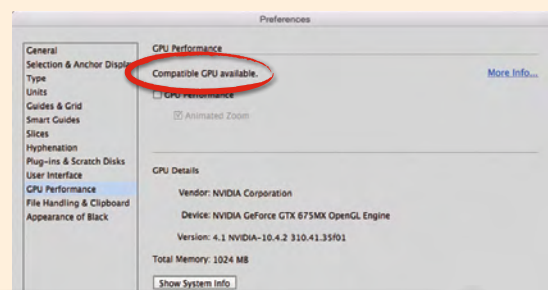 Preferences
General
Selection & Anchor Display
Type
Units
Guides & Grid
Smart Guides
Slices
Hyphenation
Plug-ins & Scratch Disks
User Interface
GPU Performance
File Handling & Clipboard
Appearance of Black
GPU Performance
Compatible GPU available.
More Info...
GPU Performance
Animated Zoom
GPU Details
Vendor: NVIDIA Corporation
Device: NVIDIA GeForce GTX 675MX OpenGL Engine
Version: 4.1 NVIDIA-10.4.2 310.41.35f01
Total Memory: 1024 MB
Show System Info